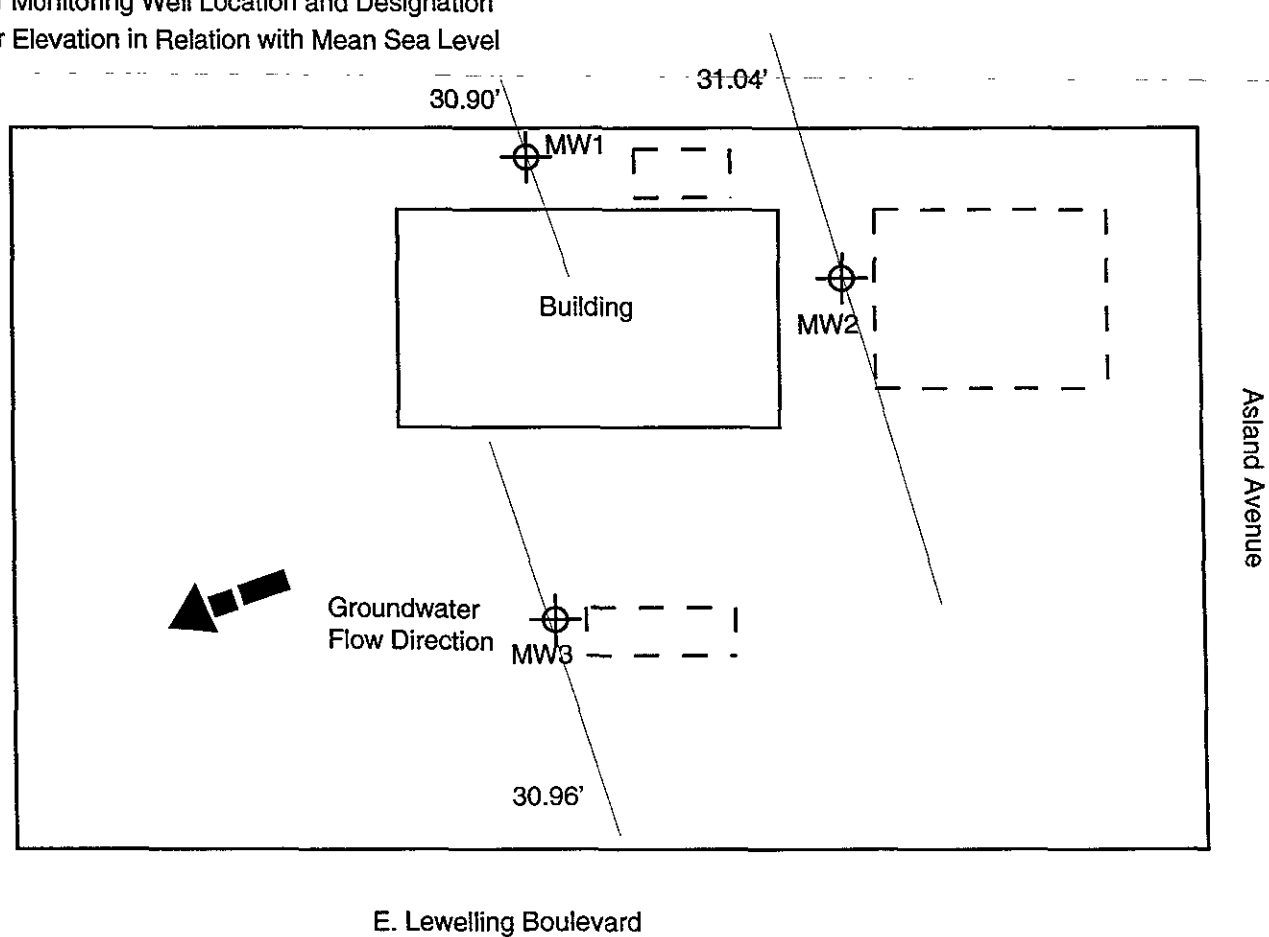 Monitoring Well Location and Designation
Elevation in Relation with Mean Sea Level
31.04'
30.90'
MW1
Building
MW2
Asland Avenue
Groundwater
Flow Direction
MW3
30.96'
E. Lewelling Boulevard